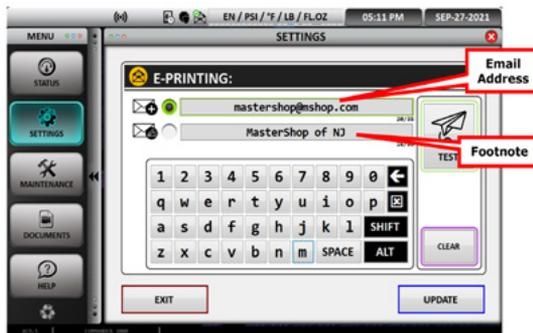 EN / PSI / °F / LB / FL.OZ 05:11 PM SEP-27-2021
MENU SETTINGS
Email Address
E-PRINTING:
STATUS
mastershop@mshop.com
20/35
SETTINGS
MasterShop of NJ
Footnote
TEST
1 2 3 4 5 6 7 8 9 0
MAINTENANCE
q w e r t y u i o p
a s d f g h j k l SHIFT
DOCUMENTS
z x c v b n m SPACE ALT
CLEAR
HELP
EXIT UPDATE